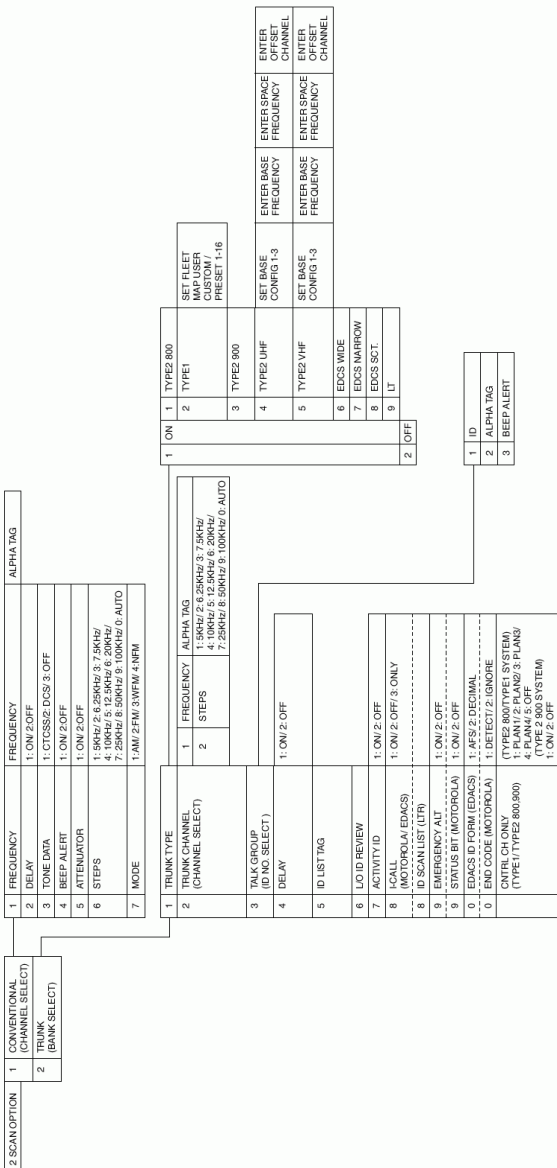 2 SCAN OPTION
1 CONVENTIONAL
(CHANNEL SELECT)
2 TRUNK
(BANK SELECT)
1 FREQUENCY FREQUENCY ALPHA TAG
2 DELAY 1: ON/ 2:OFF
3 TONE DATA 1: CTCSS/2: DCS/ 3: OFF
4 BEEP ALERT 1: ON/ 2:OFF
5 ATTENUATOR 1: ON/ 2:OFF
6 STEPS 1: 5KHz/ 2: 6.25KHz/ 3: 7.5KHz/
4: 10KHz/ 5: 12.5KHz/ 6: 20KHz/
7: 25KHz/ 8: 50KHz/ 9: 100KHz/ 0: AUTO
7 MODE 1:AM/ 2:FM/ 3:WFM/ 4:NFM
1 TRUNK TYPE
2 TRUNK CHANNEL
(CHANNEL SELECT)
1 FREQUENCY ALPHA TAG
2 STEPS 1: 5KHz/ 2: 6.25KHz/ 3: 7.5KHz/
4: 10KHz/ 5: 12.5KHz/ 6: 20KHz/
7: 25KHz/ 8: 50KHz/ 9: 100KHz/ 0: AUTO
3 TALK GROUP
(ID NO. SELECT )
4 DELAY 1: ON/ 2: OFF
5 ID LIST TAG
6 L/O ID REVIEW
7 ACTIVITY ID 1: ON/ 2: OFF
8 I-CALL
(MOTOROLA/ EDACS) 1: ON/ 2: OFF/ 3: ONLY
8 ID SCAN LIST (LTR)
9 EMERGENCY ALT 1: ON/ 2: OFF
9 STATUS BIT (MOTOROLA) 1: ON/ 2: OFF
0 EDACS ID FORM (EDACS) 1: AFS/ 2: DECIMAL
0 END CODE (MOTOROLA) 1: DETECT/ 2: IGNORE
CNTRL CH ONLY
(TYPE1/ TYPE2 800,900)
(TYPE2 800/TYPE1 SYSTEM)
1: PLAN1/ 2: PLAN2/ 3: PLAN3/
4: PLAN4/ 5: OFF
(TYPE 2 900 SYSTEM)
1: ON/ 2: OFF
1 ON
1 TYPE2 800
2 TYPE1 SET FLEET
MAP USER
CUSTOM /
PRESET 1-16
3 TYPE2 900
4 TYPE2 UHF SET BASE
CONFIG 1-3 ENTER BASE
FREQUENCY ENTER SPACE
FREQUENCY ENTER
OFFSET
CHANNEL
5 TYPE2 VHF SET BASE
CONFIG 1-3 ENTER BASE
FREQUENCY ENTER SPACE
FREQUENCY ENTER
OFFSET
CHANNEL
6 EDCS WIDE
7 EDCS NARROW
8 EDCS SCT.
9 LT
2 OFF
1 ID
2 ALPHA TAG
3 BEEP ALERT